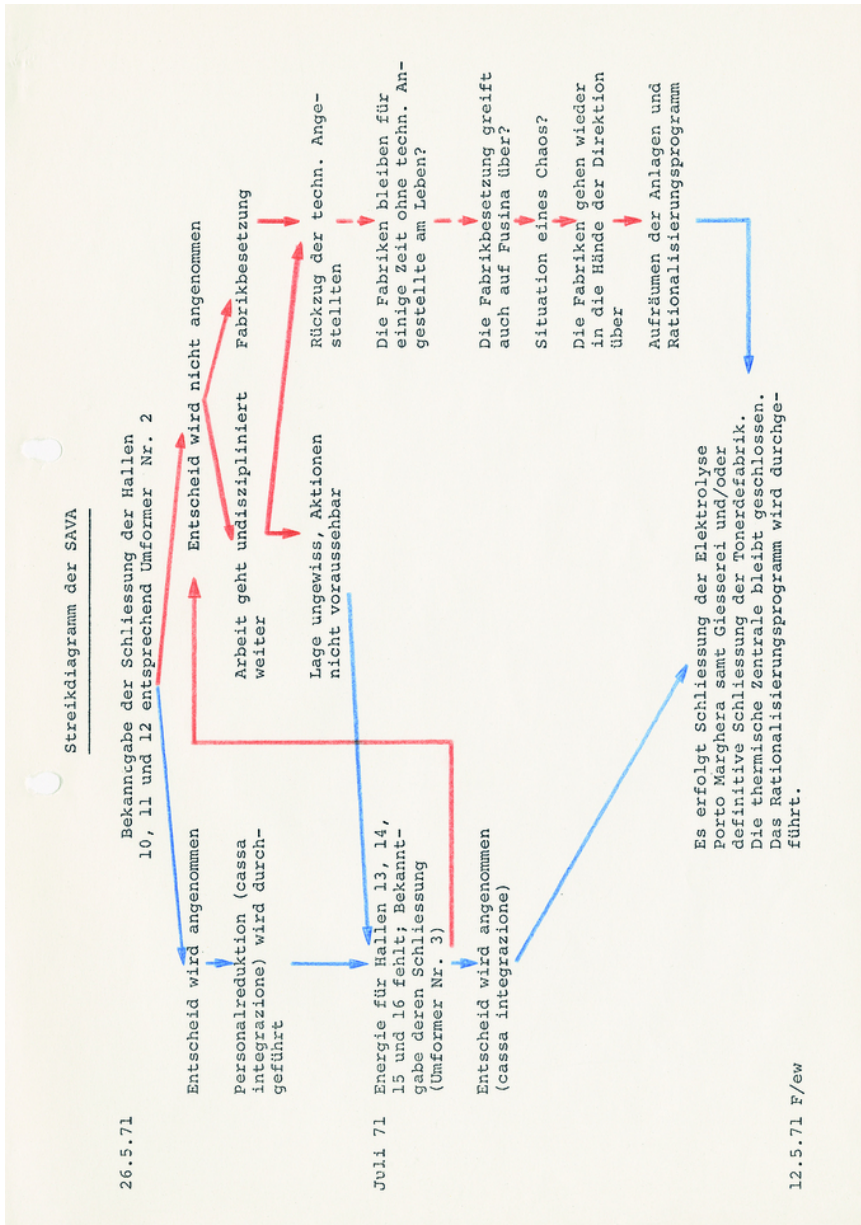 Streikdiagramm der SAVA
26.5.71
Bekanntgabe der Schliessung der Hallen
10, 11 und 12 entsprechend Umformer Nr. 2
Entscheid wird angenommen
Entscheid wird nicht angenommen
Personalreduktion (cassa
integrazione) wird durch-
geführt
Arbeit geht undiszipliniert
weiter
Fabrikbesetzung
Lage ungewiss, Aktionen
nicht voraussehbar
Rückzug der techn. Ange-
stellten
Juli 71
Energie für Hallen 13, 14,
15 und 16 fehlt; Bekannt-
gabe deren Schliessung
(Umformer Nr. 3)
Die Fabriken bleiben für
einige Zeit ohne techn. An-
gestellte am Leben?
Entscheid wird angenommen
(cassa integrazione)
Die Fabrikbesetzung greift
auch auf Fusina über?
Situation eines Chaos?
Die Fabriken gehen wieder
in die Hände der Direktion
über
Aufräumen der Anlagen und
Rationalisierungsprogramm
Es erfolgt Schliessung der Elektrolyse
Porto Marghera samt Giesserei und/oder
definitive Schliessung der Tonerdefabrik.
Die thermische Zentrale bleibt geschlossen.
Das Rationalisierungsprogramm wird durchge-
führt.
12.5.71 F/ew